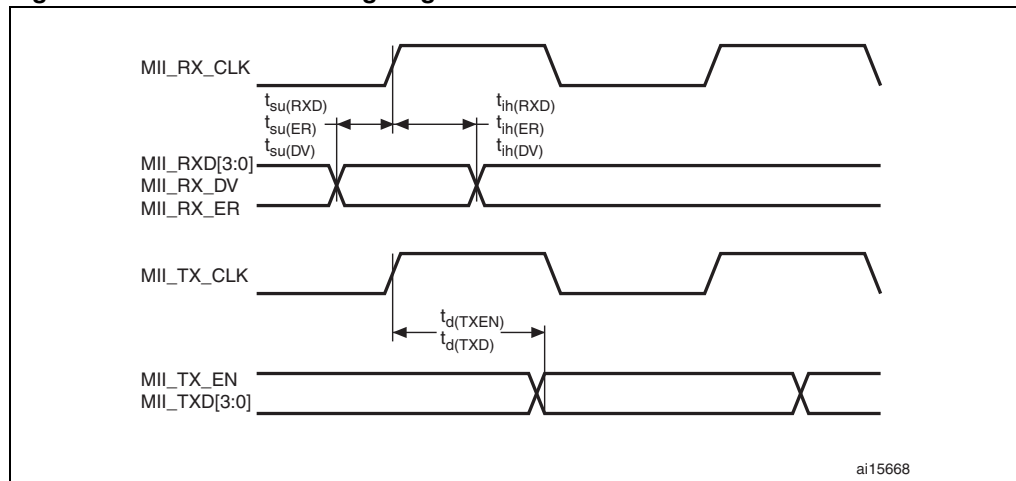 MII_RX_CLK
tsu(RXD)
tsu(ER)
tsu(DV)
tih(RXD)
tih(ER)
tih(DV)
MII_RXD[3:0]
MII_RX_DV
MII_RX_ER
MII_TX_CLK
td(TXEN)
td(TXD)
MII_TX_EN
MII_TXD[3:0]
ai15668